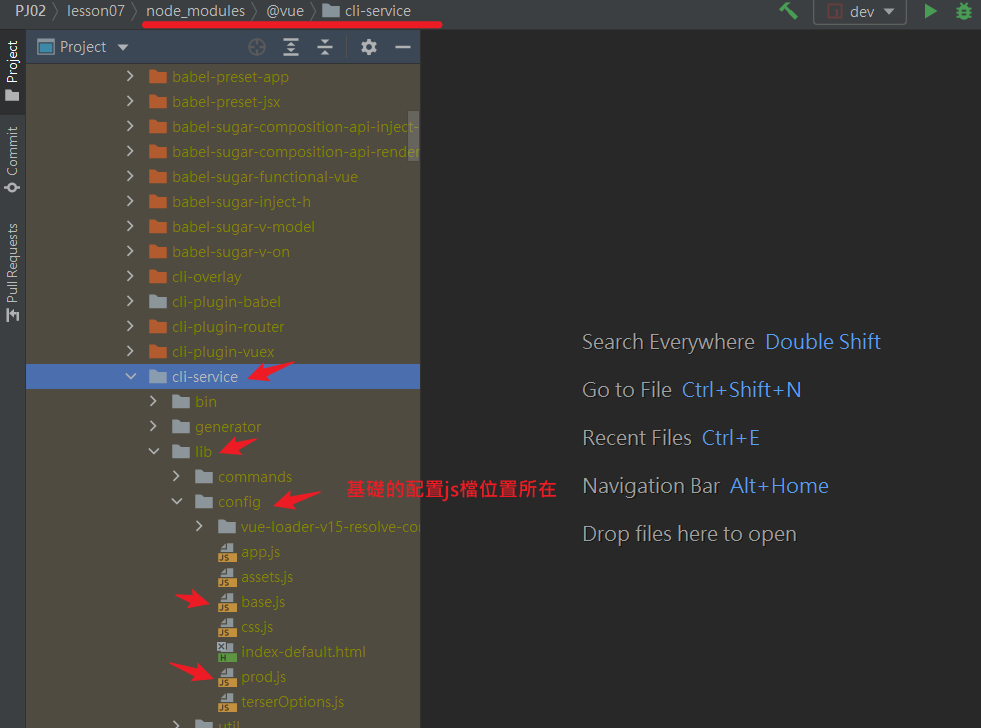 PJ02 lesson07 node_modules @vue cli-service
dev
Project
Project
Commit
Pull Requests
babel-preset-app
babel-preset-jsx
babel-sugar-composition-api-inject-
babel-sugar-composition-api-render
babel-sugar-functional-vue
babel-sugar-inject-h
babel-sugar-v-model
babel-sugar-v-on
cli-overlay
cli-plugin-babel
cli-plugin-router
cli-plugin-vuex
cli-service
bin
generator
lib
commands
config
vue-loader-v15-resolve-co
app.js
assets.js
base.js
css.js
index-default.html
prod.js
terserOptions.js
util
基礎的配置js檔位置所在
Search Everywhere Double Shift
Go to File Ctrl+Shift+N
Recent Files Ctrl+E
Navigation Bar Alt+Home
Drop files here to open